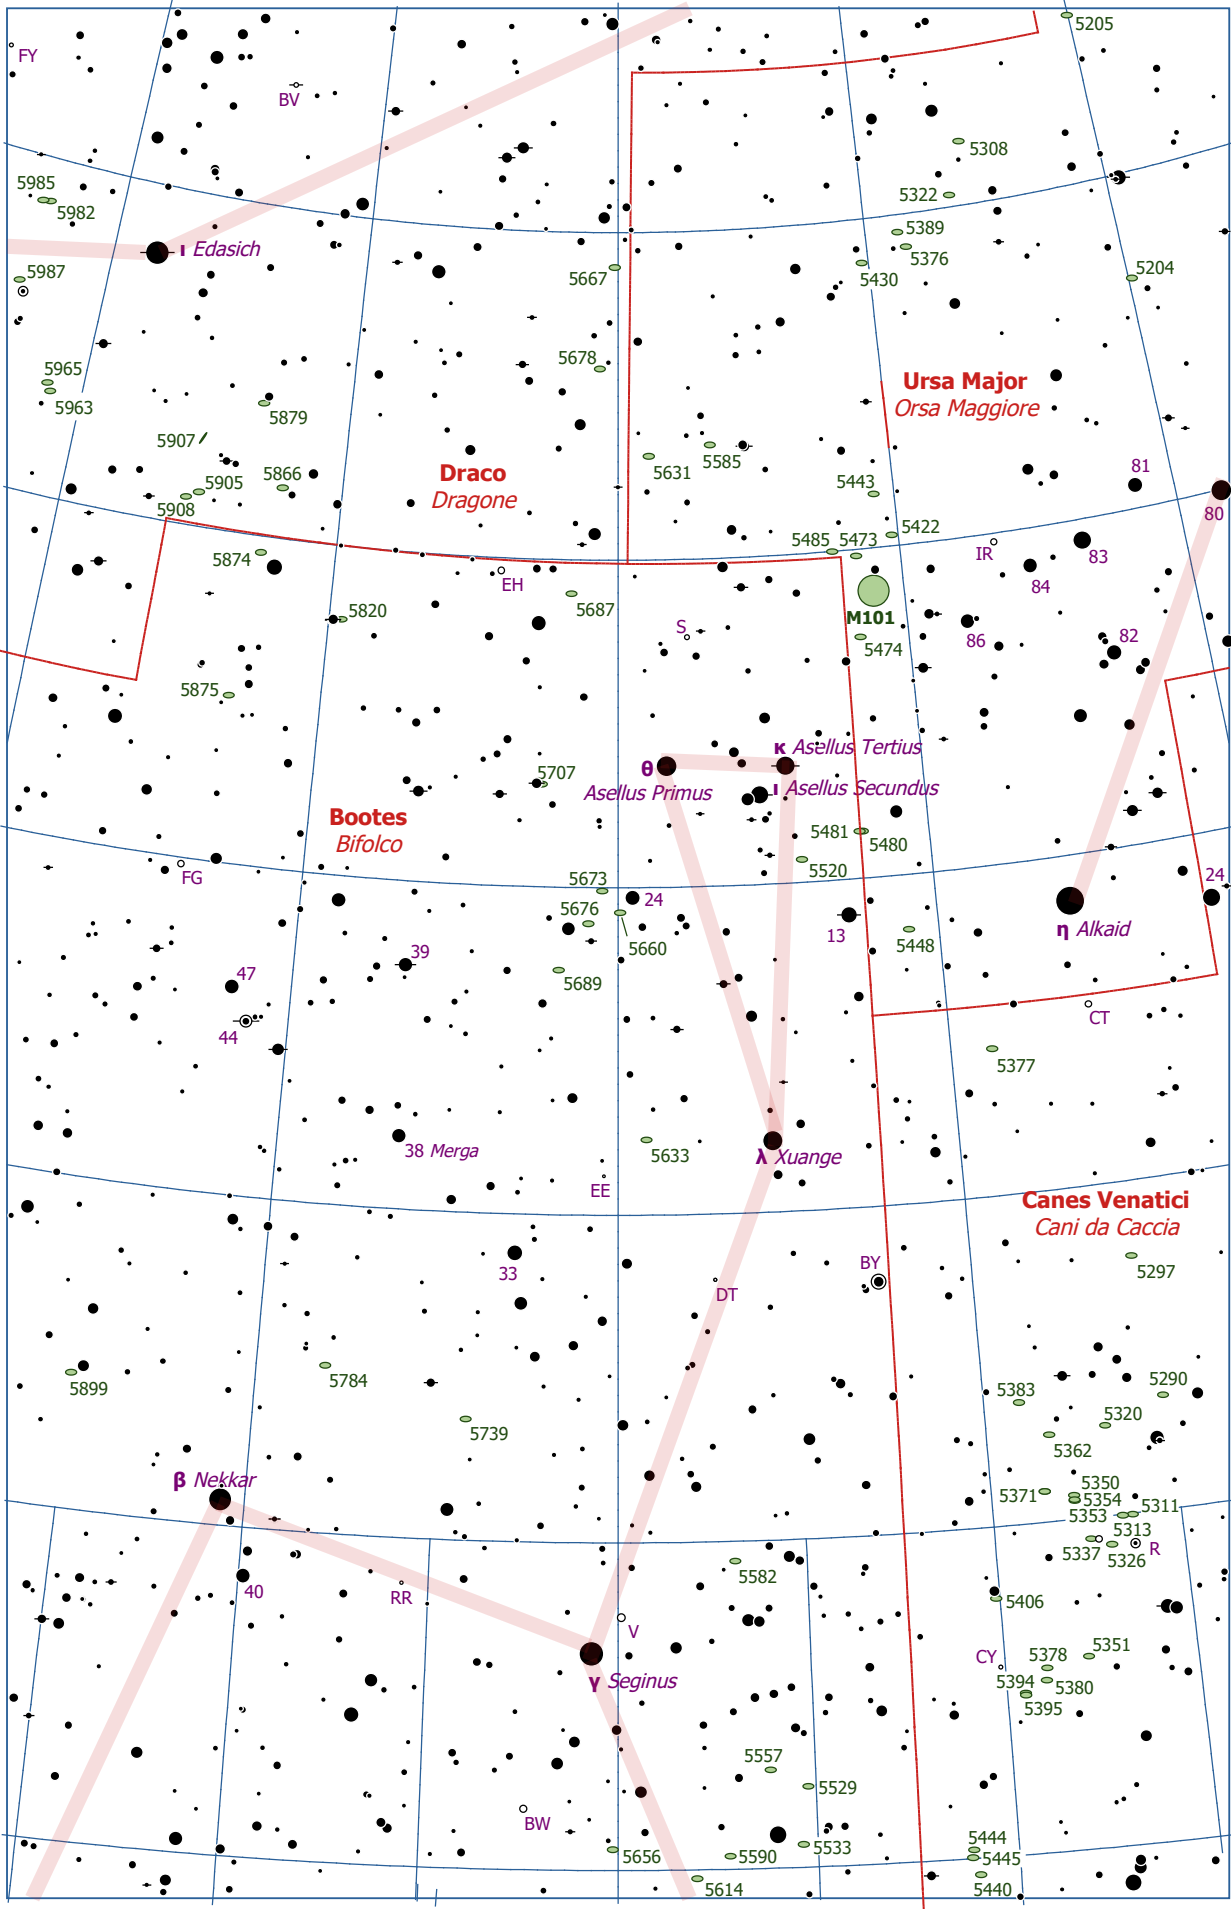 5205
FY
BV
5308
5985
5982
5322
5389
5376
ι Edasich
5987
5667
5430
5204
5678
5965
5963
5879
Ursa Major
Orsa Maggiore
5907
5585
5631
Draco
Dragone
5866
5905
5908
5443
81
80
5422
5485
5473
IR
83
84
5874
EH
5687
M101
5820
S
5474
86
82
5875
κ Asellus Tertius
θ
Asellus Primus
ι Asellus Secundus
5707
Bootes
Bifolco
5481
5480
5520
FG
5673
24
24
5676
5660
13
5448
η Alkaid
39
5689
47
44
CT
5377
38 Merga
5633
λ Xuange
EE
Canes Venatici
Cani da Caccia
33
BY
5297
DT
5899
5784
5739
5383
5290
5320
5362
β Nekkar
5371
5350
5354
5353
5311
5313
5337
5326
R
5582
40
RR
5406
V
CY
5378
5351
γ Seginus
5394
5380
5395
5557
5529
BW
5656
5590
5533
5444
5445
5614
5440